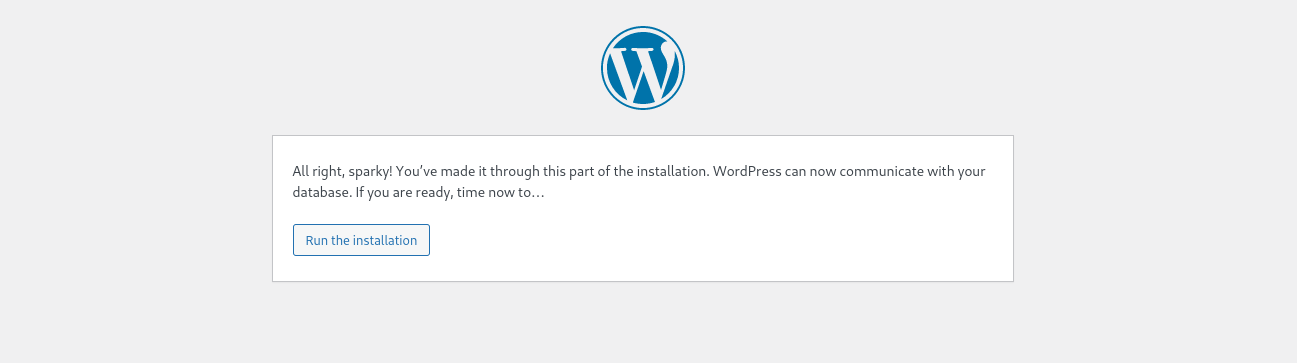 All right, sparky! You’ve made it through this part of the installation. WordPress can now communicate with your
database. If you are ready, time now to…
Run the installation